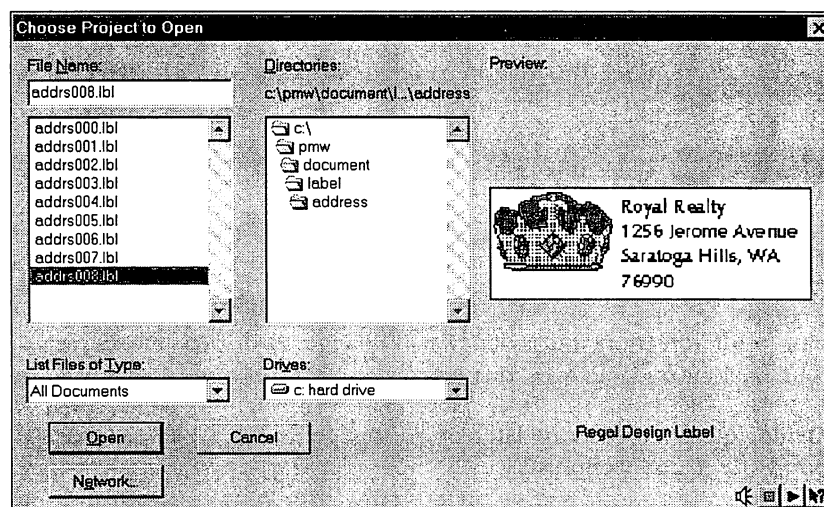 Choose Project to Open
File Name:
addrs008.lbl
addrs000.lbl
addrs001.lbl
addrs002.lbl
addrs003.lbl
addrs004.lbl
addrs005.lbl
addrs006.lbl
addrs007.lbl
addrs008.lbl
List Files of Type:
All Documents
Open
Cancel
Network...
Directories:
c:\pmw\document\l...\address
c:\
pmw
document
label
address
Drives:
c: hard drive
Preview:
Royal Realty
1256 Jerome Avenue
Saratoga Hills, WA
76990
Regal Design Label